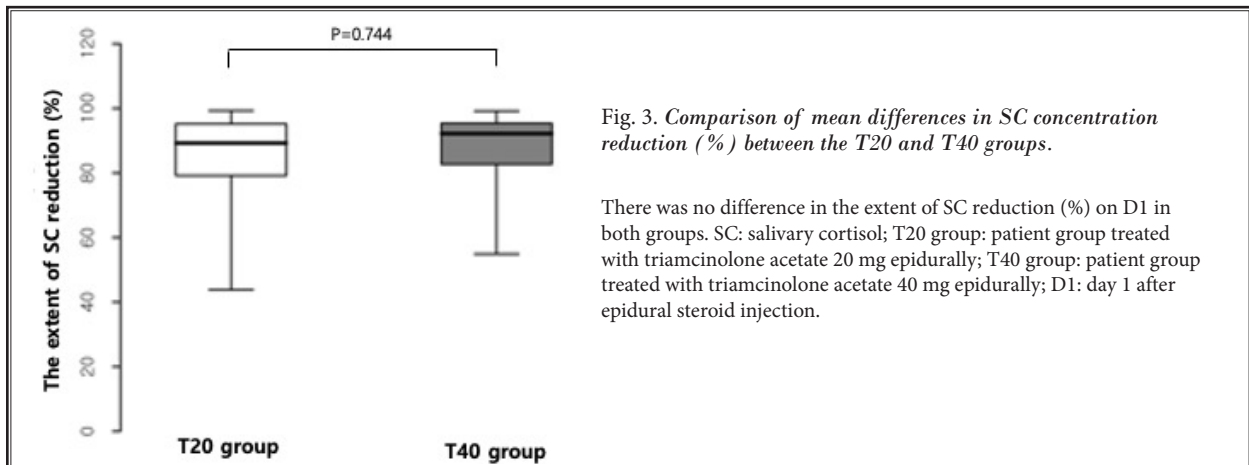 P=0.744
120
100
80
60
40
20
0
The extent of SC reduction (%)
T20 group
T40 group
Fig. 3. Comparison of mean differences in SC concentration
reduction (%) between the T20 and T40 groups.
There was no difference in the extent of SC reduction (%) on D1 in
both groups. SC: salivary cortisol; T20 group: patient group treated
with triamcinolone acetate 20 mg epidurally; T40 group: patient group
treated with triamcinolone acetate 40 mg epidurally; D1: day 1 after
epidural steroid injection.